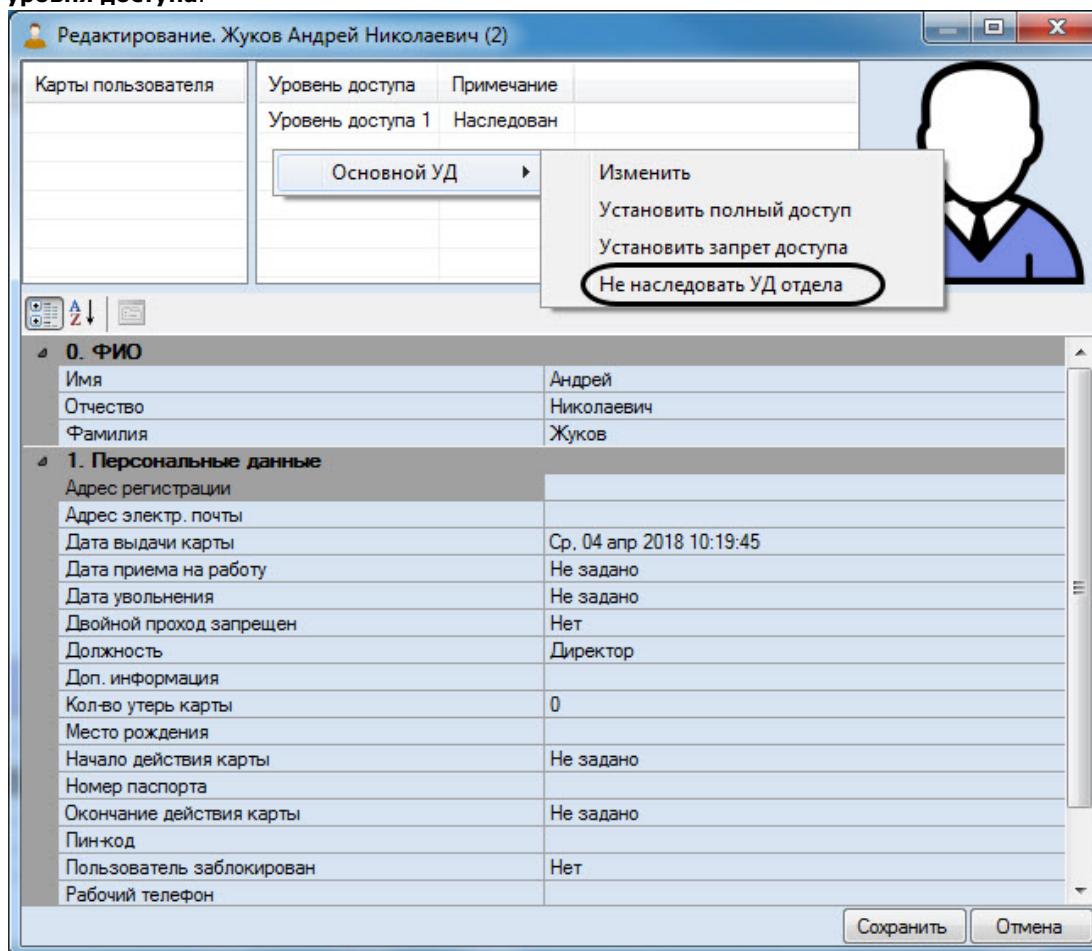 уровня доступа.
Редактирование. Жуков Андрей Николаевич (2)
Карты пользователя Уровень доступа Примечание
Уровень доступа 1 Наследован
Основной УД
Изменить
Установить полный доступ
Установить запрет доступа
Не наследовать УД отдела
A
Z
0. ФИО
Имя Андрей
Отчество Николаевич
Фамилия Жуков
1. Персональные данные
Адрес регистрации
Адрес электр. почты
Дата выдачи карты Ср, 04 апр 2018 10:19:45
Дата приема на работу Не задано
Дата увольнения Не задано
Двойной проход запрещен Нет
Должность Директор
Доп. информация
Кол-во утерь карты 0
Место рождения
Начало действия карты Не задано
Номер паспорта
Окончание действия карты Не задано
Пин-код
Пользователь заблокирован Нет
Рабочий телефон
Сохранить Отмена